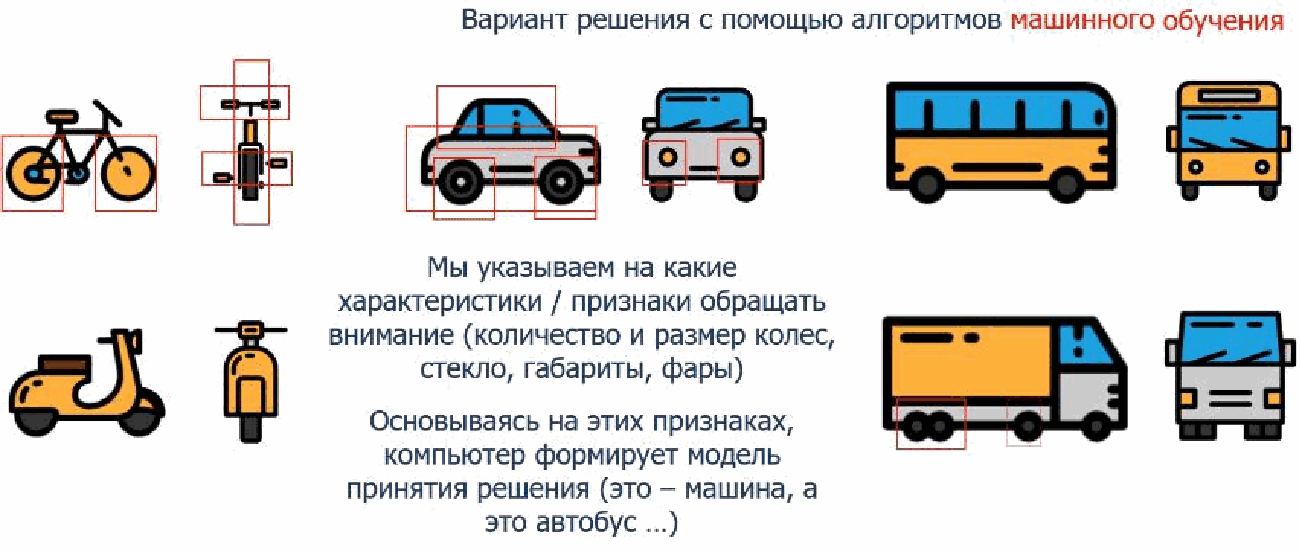 Вариант решения с помощью алгоритмов машинного обучения
Мы указываем на какие
характеристики / признаки обращать
внимание (количество и размер колес,
стекло, габариты, фары)
Основываясь на этих признаках,
компьютер формирует модель
принятия решения (это – машина, а
это автобус ...)